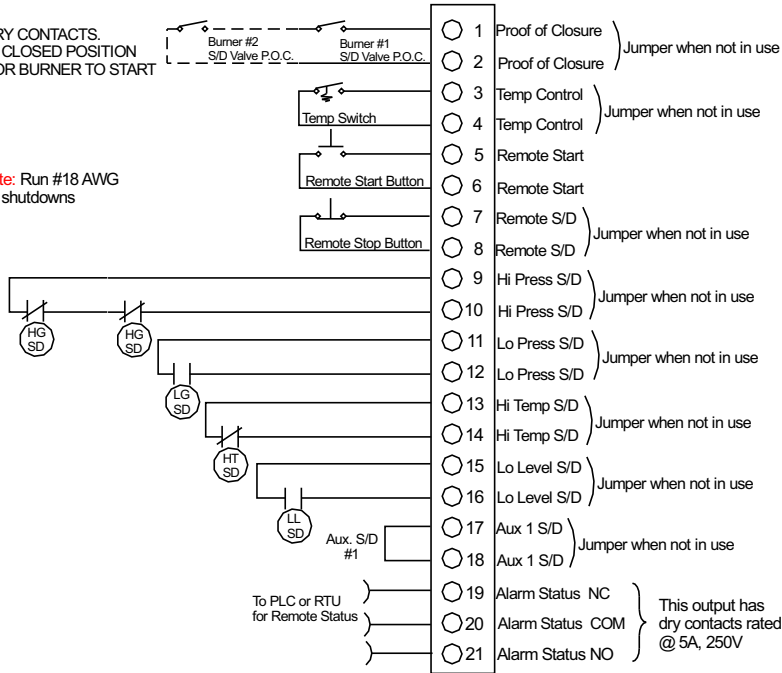 RY CONTACTS.
CLOSED POSITION
OR BURNER TO START
Burner #2
S/D Valve P.O.C.
Burner #1
S/D Valve P.O.C.
1 Proof of Closure
2 Proof of Closure
Jumper when not in use
3 Temp Control
4 Temp Control
Jumper when not in use
Temp Switch
5 Remote Start
6 Remote Start
Remote Start Button
te: Run #18 AWG
shutdowns
7 Remote S/D
8 Remote S/D
Jumper when not in use
Remote Stop Button
9 Hi Press S/D
10 Hi Press S/D
Jumper when not in use
HG
SD
HG
SD
11 Lo Press S/D
12 Lo Press S/D
Jumper when not in use
LG
SD
13 Hi Temp S/D
14 Hi Temp S/D
Jumper when not in use
HT
SD
15 Lo Level S/D
16 Lo Level S/D
Jumper when not in use
LL
SD
17 Aux 1 S/D
18 Aux 1 S/D
Jumper when not in use
Aux. S/D
#1
19 Alarm Status NC
20 Alarm Status COM
21 Alarm Status NO
To PLC or RTU
for Remote Status
This output has
dry contacts rated
@ 5A, 250V